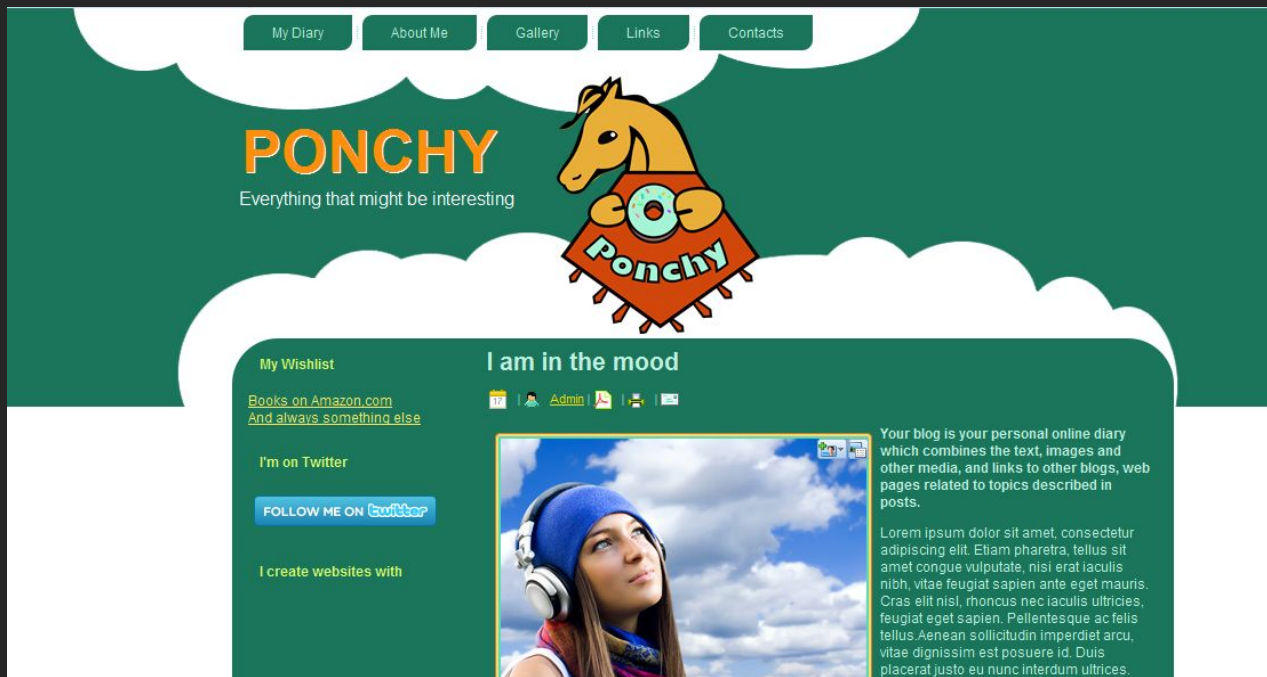 My Diary
About Me
Gallery
Links
Contacts
PONCHY
Everything that might be interesting
Ponchy
My Wishlist
Books on Amazon.com
And always something else
I'm on Twitter
FOLLOW ME ON twitter
I create websites with
I am in the mood
17 | Admin | | |
Your blog is your personal online diary
which combines the text, images and
other media, and links to other blogs, web
pages related to topics described in
posts.
Lorem ipsum dolor sit amet, consectetur
adipiscing elit. Etiam pharetra, tellus sit
amet congue vulputate, nisi erat iaculis
nibh, vitae feugiat sapien ante eget mauris.
Cras elit nisl, rhoncus nec iaculis ultricies,
feugiat eget sapien. Pellentesque ac felis
tellus.Aenean sollicitudin imperdiet arcu,
vitae dignissim est posuere id. Duis
placerat justo eu nunc interdum ultrices.